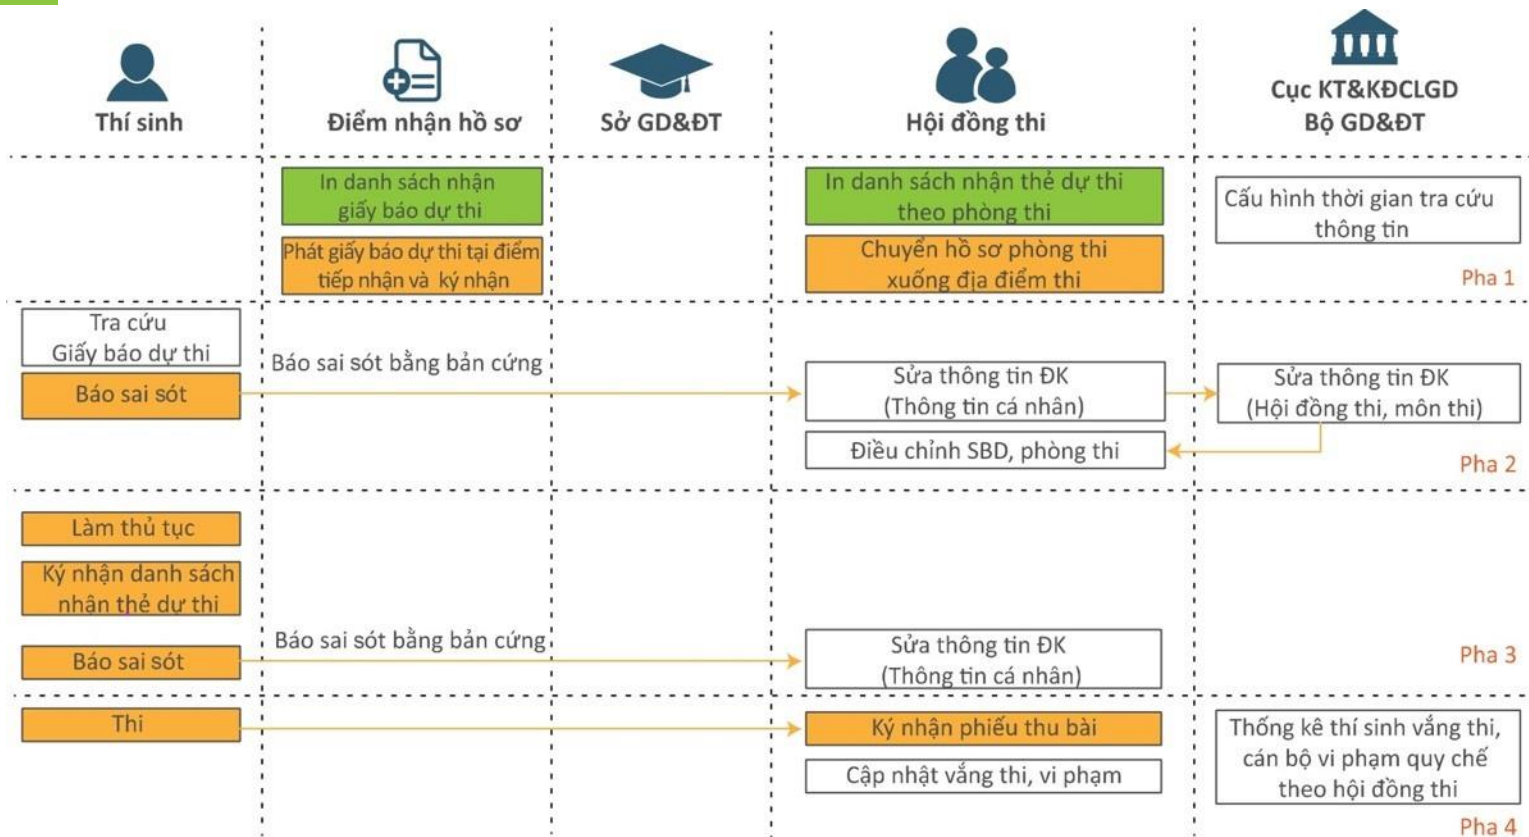 Thí sinh
Điểm nhận hồ sơ
Sở GD&ĐT
Hội đồng thi
Cục KT&KĐCLGD
Bộ GD&ĐT
In danh sách nhận
giấy báo dự thi
Phát giấy báo dự thi tại điểm
tiếp nhận và ký nhận
In danh sách nhận thẻ dự thi
theo phòng thi
Chuyển hồ sơ phòng thi
xuống địa điểm thi
Cấu hình thời gian tra cứu
thông tin
Pha 1
Tra cứu
Giấy báo dự thi
Báo sai sót
Báo sai sót bằng bản cứng
Sửa thông tin ĐK
(Thông tin cá nhân)
Sửa thông tin ĐK
(Hội đồng thi, môn thi)
Điều chỉnh SBD, phòng thi
Pha 2
Làm thủ tục
Ký nhận danh sách
nhận thẻ dự thi
Báo sai sót
Báo sai sót bằng bản cứng
Sửa thông tin ĐK
(Thông tin cá nhân)
Pha 3
Thi
Ký nhận phiếu thu bài
Cập nhật vắng thi, vi phạm
Thống kê thí sinh vắng thi,
cán bộ vi phạm quy chế
theo hội đồng thi
Pha 4